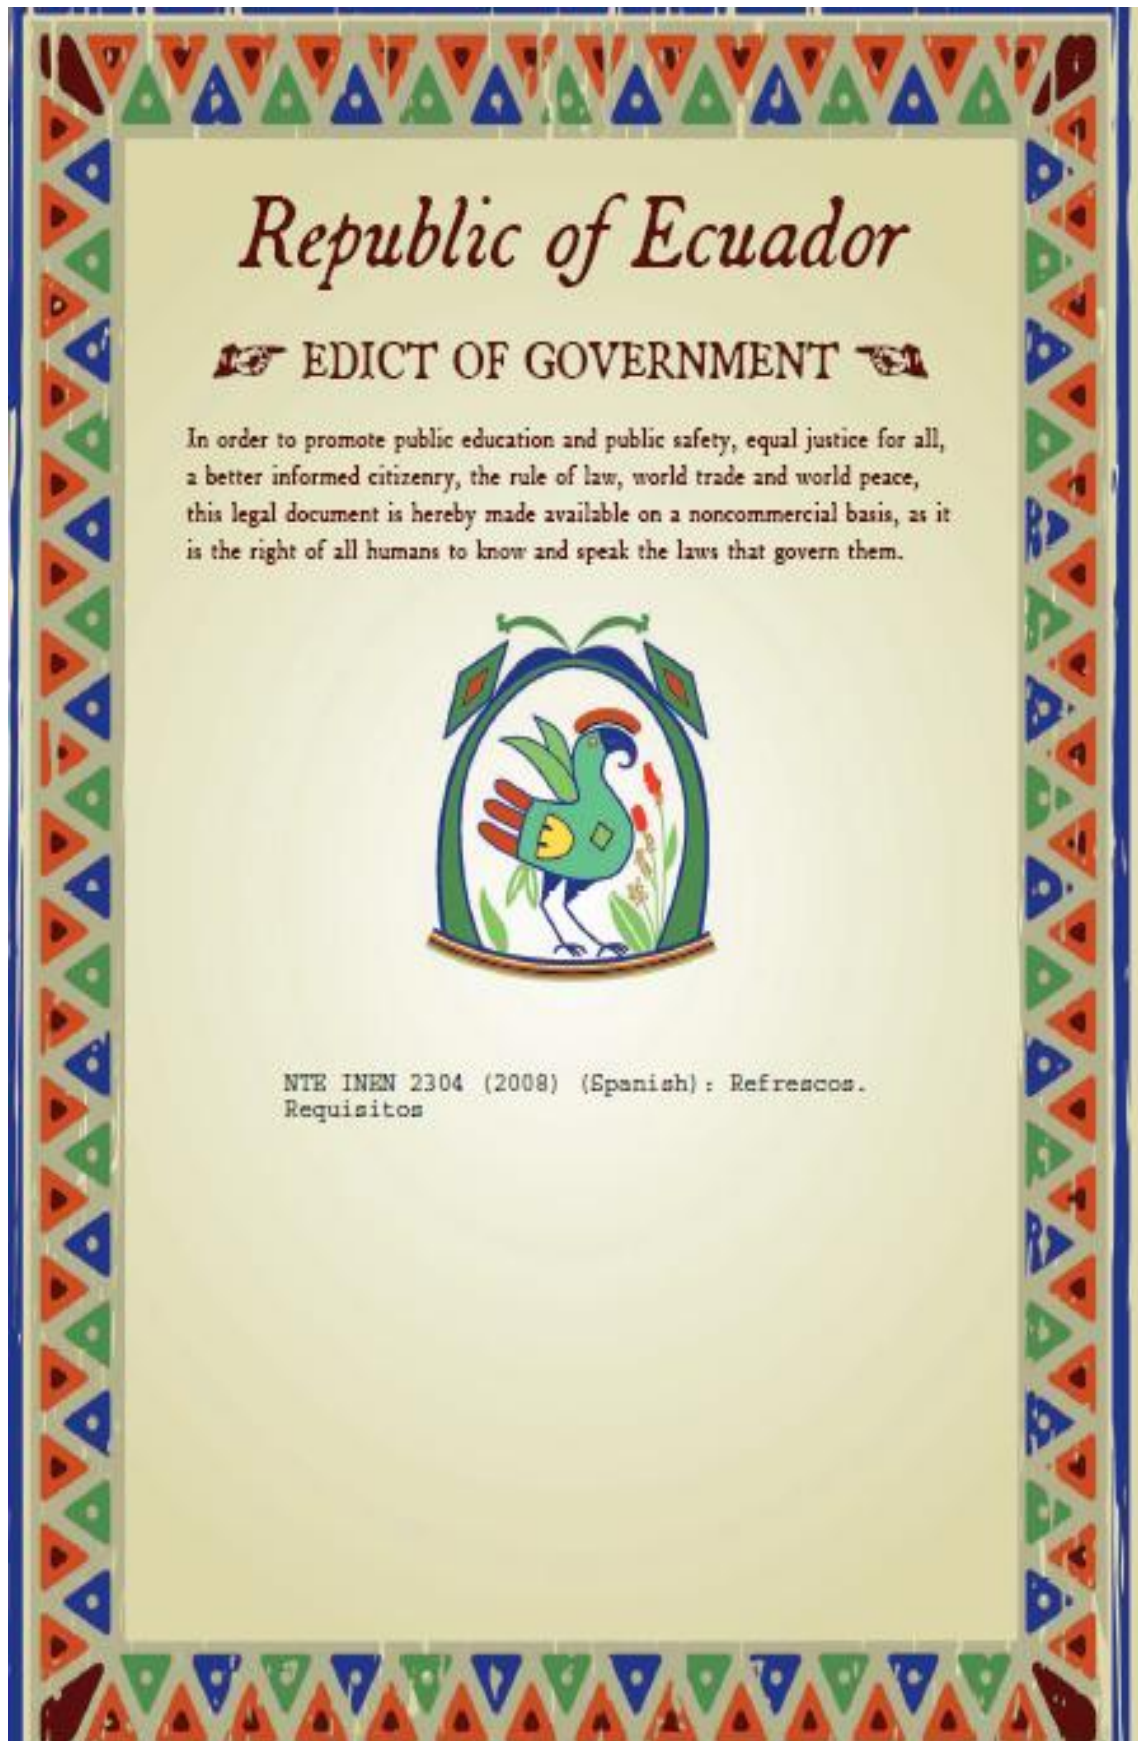 Republic of Ecuador
EDICT OF GOVERNMENT
In order to promote public education and public safety, equal justice for all,
a better informed citizenry, the rule of law, world trade and world peace,
this legal document is hereby made available on a noncommercial basis, as it
is the right of all humans to know and speak the laws that govern them.
NTE INEN 2304 (2008) (Spanish): Refrescos.
Requisitos